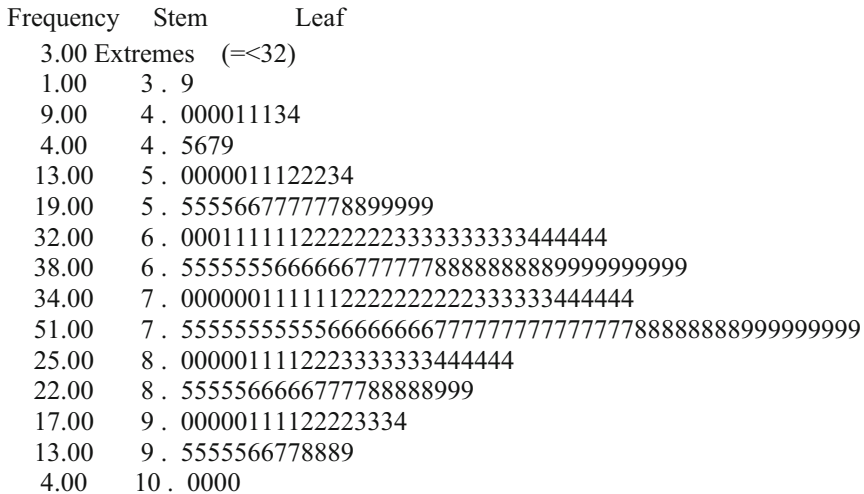 Frequency Stem Leaf
3.00 Extremes (=<32)
1.00 3 . 9
9.00 4 . 000011134
4.00 4 . 5679
13.00 5 . 0000011122234
19.00 5 . 5555667777778899999
32.00 6 . 00011111122222223333333333444444
38.00 6 . 55555556666667777778888888889999999999
34.00 7 . 0000001111112222222222333333444444
51.00 7 . 555555555556666666677777777777777788888888999999999
25.00 8 . 0000011112223333333444444
22.00 8 . 5555566666777788888999
17.00 9 . 00000111122223334
13.00 9 . 5555566778889
4.00 10 . 0000